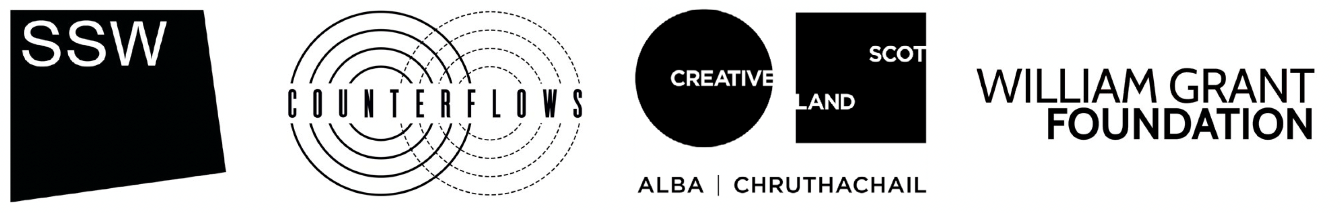 SSW
COUNTERFLOWS
CREATIVE
SCOT
LAND
ALBA | CHRUTHACHAIL
WILLIAM GRANT
FOUNDATION